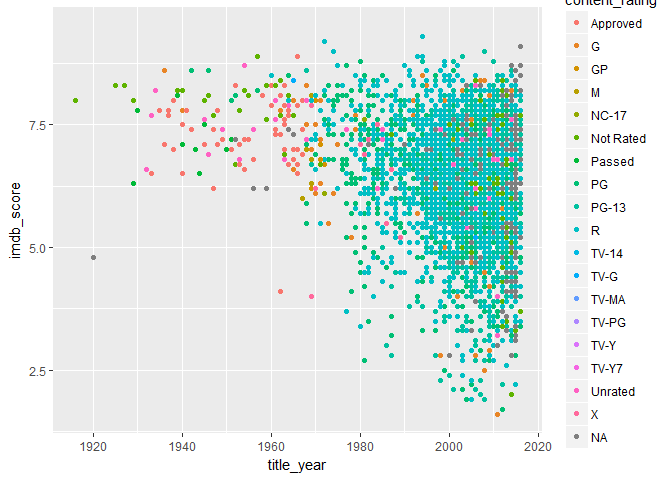 content_rating
Approved
G
GP
M
NC-17
Not Rated
Passed
PG
PG-13
R
TV-14
TV-G
TV-MA
TV-PG
TV-Y
TV-Y7
Unrated
X
NA
imdb_score
7.5
5.0
2.5
1920 1940 1960 1980 2000 2020
title_year